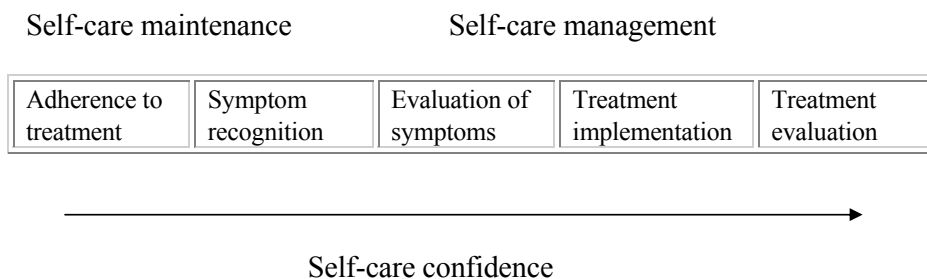 Self-care maintenance Self-care management
Adherence to treatment
Symptom recognition
Evaluation of symptoms
Treatment implementation
Treatment evaluation
Self-care confidence